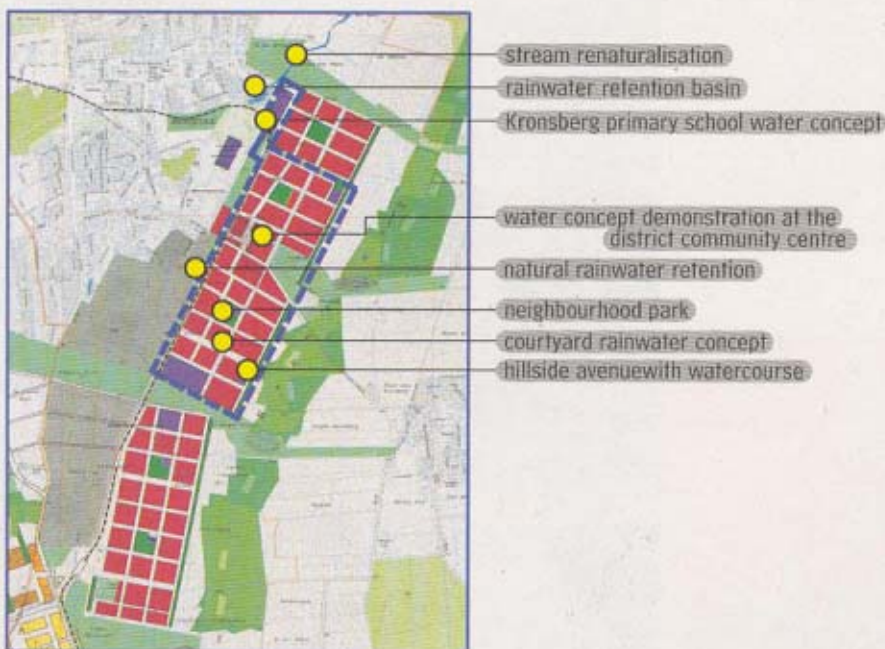 stream renaturalisation
rainwater retention basin
Kronsberg primary school water concept
water concept demonstration at the
district community centre
natural rainwater retention
neighbourhood park
courtyard rainwater concept
hillside avenuewith watercourse